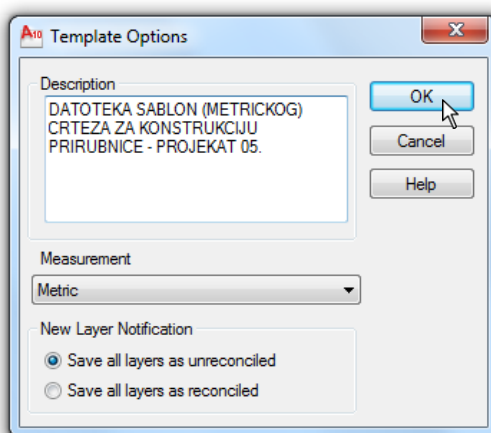 A10 Template Options
Description
DATOTEKA SABLON (METRICKOG)
CRTEZA ZA KONSTRUKCIJU
PRIRUBNICE - PROJEKAT 05.
OK
Cancel
Help
Measurement
Metric
New Layer Notification
Save all layers as unreconciled
Save all layers as reconciled